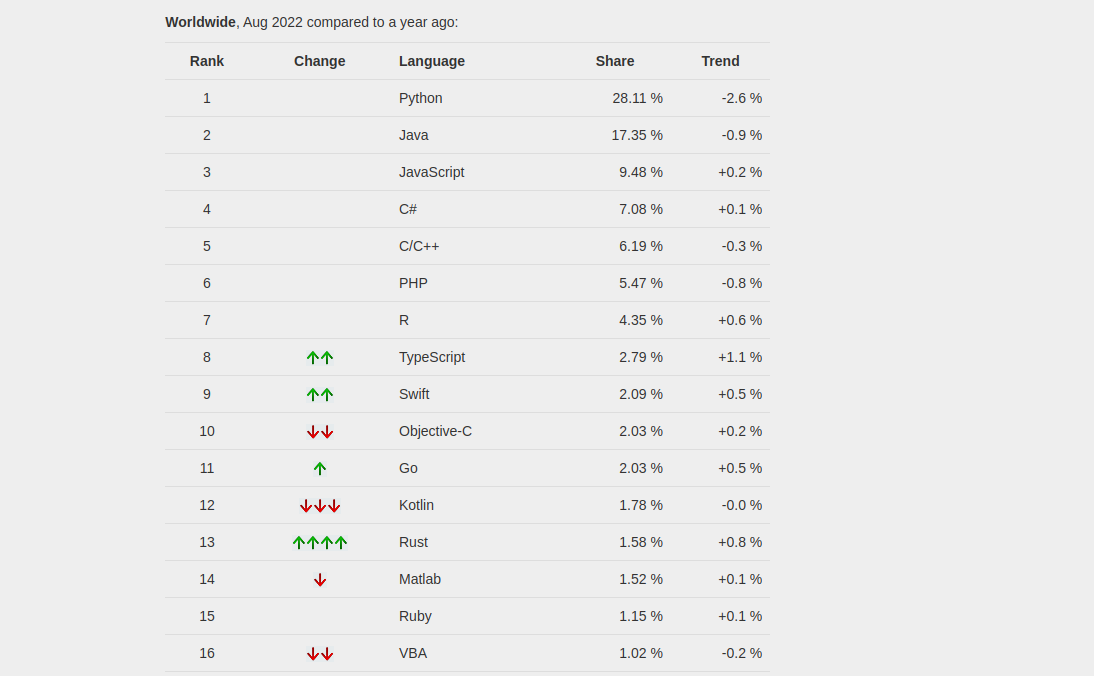 Worldwide, Aug 2022 compared to a year ago:
Rank Change Language Share Trend
1 Python 28.11 % -2.6 %
2 Java 17.35 % -0.9 %
3 JavaScript 9.48 % +0.2 %
4 C# 7.08 % +0.1 %
5 C/C++ 6.19 % -0.3 %
6 PHP 5.47 % -0.8 %
7 R 4.35 % +0.6 %
8 ↑↑ TypeScript 2.79 % +1.1 %
9 ↑↑ Swift 2.09 % +0.5 %
10 ↓↓ Objective-C 2.03 % +0.2 %
11 ↑ Go 2.03 % +0.5 %
12 ↓↓↓ Kotlin 1.78 % -0.0 %
13 ↑↑↑↑ Rust 1.58 % +0.8 %
14 ↓ Matlab 1.52 % +0.1 %
15 Ruby 1.15 % +0.1 %
16 ↓↓ VBA 1.02 % -0.2 %